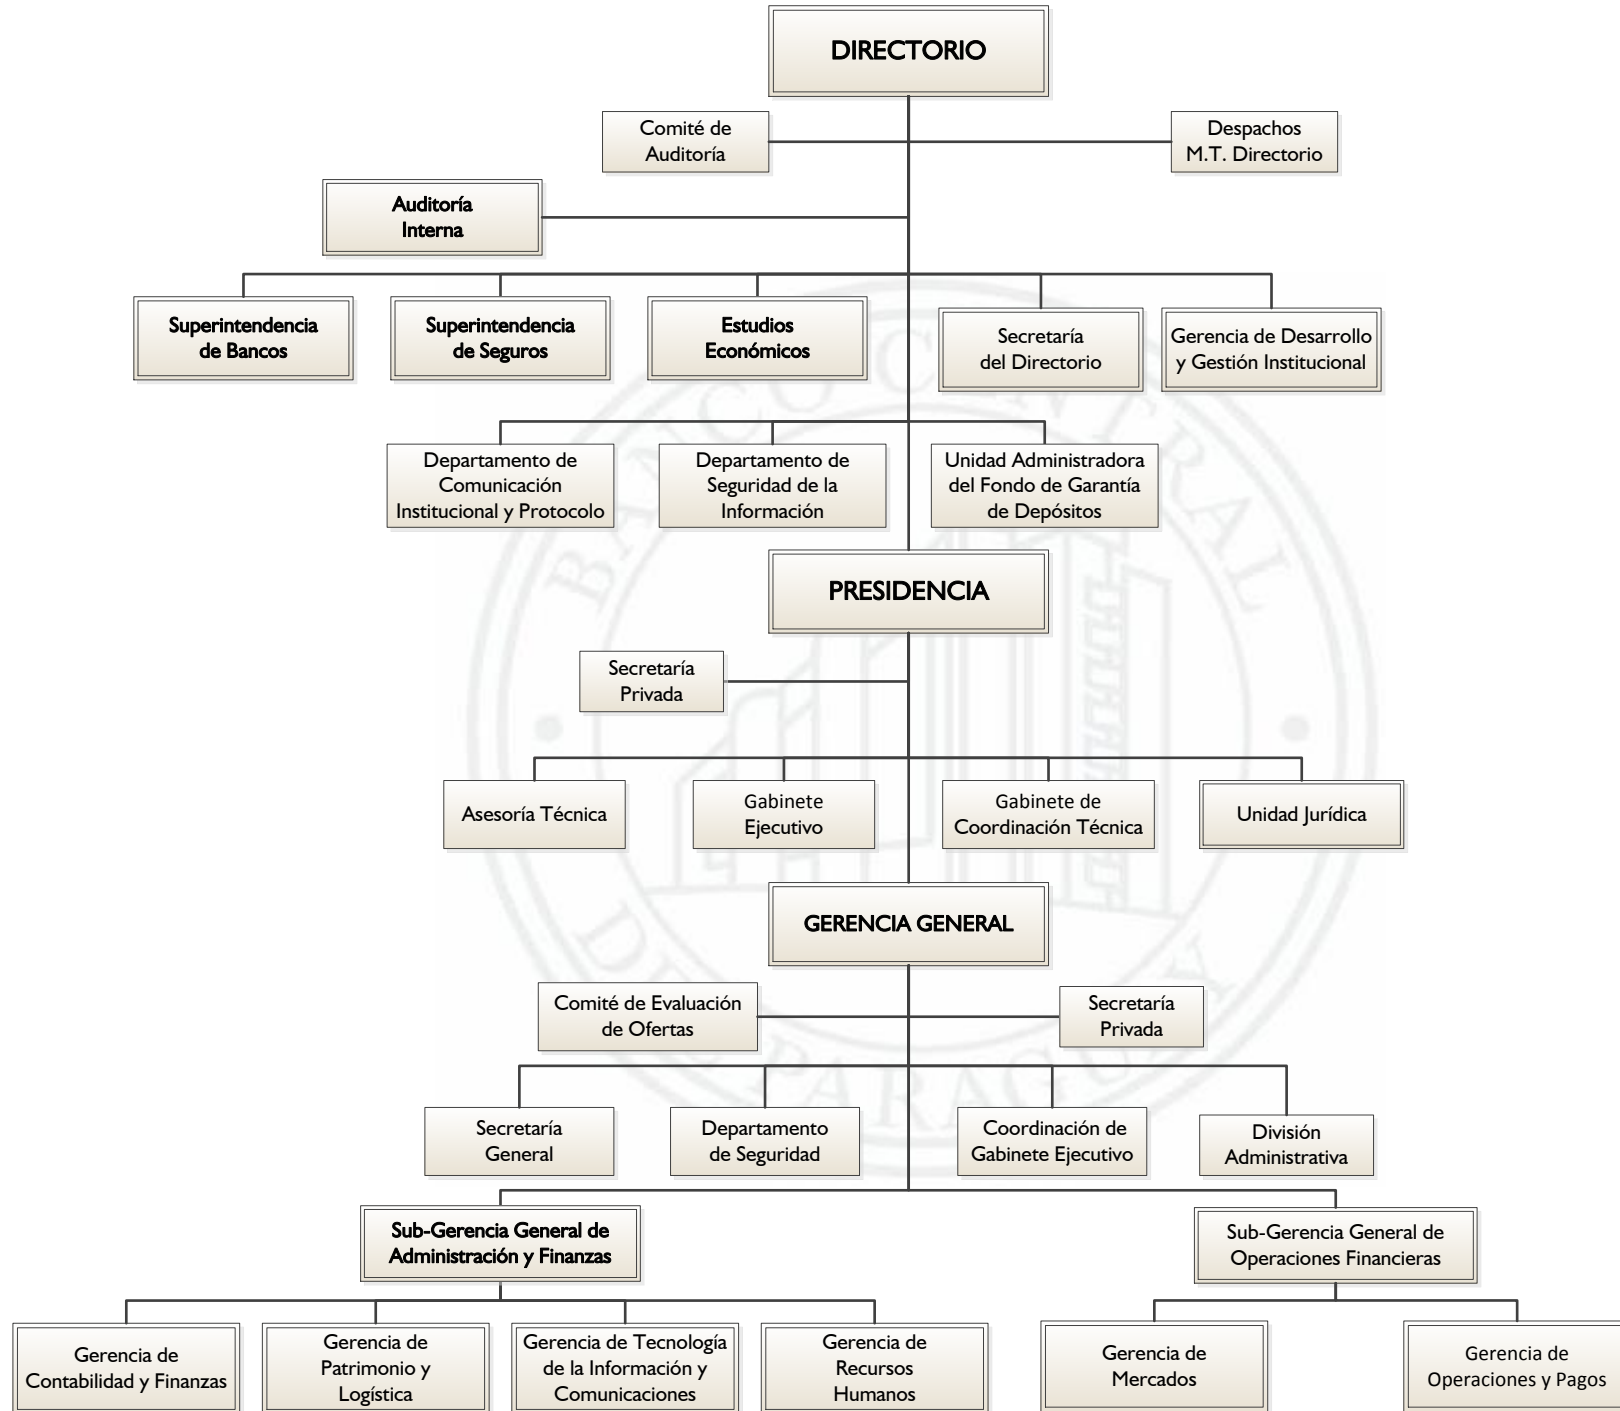 DIRECTORIO
Comité de
Auditoría
Despachos
M.T. Directorio
Auditoría
Interna
Superintendencia
de Bancos
Superintendencia
de Seguros
Estudios
Económicos
Secretaría
del Directorio
Gerencia de Desarrollo
y Gestión Institucional
Departamento de
Comunicación
Institucional y Protocolo
Departamento de
Seguridad de la
Información
Unidad Administradora
del Fondo de Garantía
de Depósitos
PRESIDENCIA
Secretaría
Privada
Asesoría Técnica
Gabinete
Ejecutivo
Gabinete de
Coordinación Técnica
Unidad Jurídica
GERENCIA GENERAL
Comité de Evaluación
de Ofertas
Secretaría
Privada
Secretaría
General
Departamento
de Seguridad
Coordinación de
Gabinete Ejecutivo
División
Administrativa
Sub-Gerencia General de
Administración y Finanzas
Sub-Gerencia General de
Operaciones Financieras
Gerencia de
Contabilidad y Finanzas
Gerencia de
Patrimonio y
Logística
Gerencia de Tecnología
de la Información y
Comunicaciones
Gerencia de
Recursos
Humanos
Gerencia de
Mercados
Gerencia de
Operaciones y Pagos
BANCO CENTRAL
DEL PARAGUAY